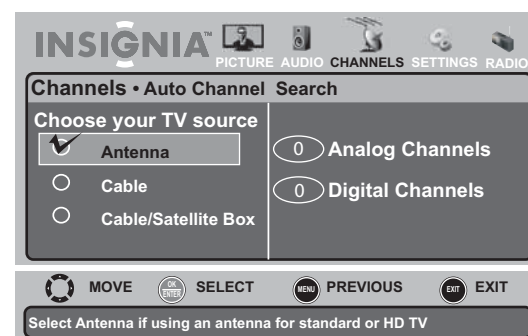 INSIGNIA™
PICTURE AUDIO CHANNELS SETTINGS RADIO
Channels • Auto Channel Search
Choose your TV source
Antenna
Cable
Cable/Satellite Box
0 Analog Channels
0 Digital Channels
MOVE OK ENTER SELECT MENU PREVIOUS EXIT EXIT
Select Antenna if using an antenna for standard or HD TV